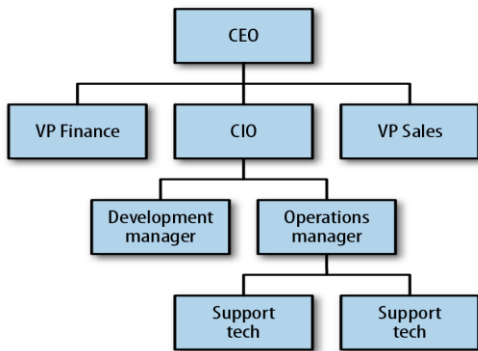 CEO
VP Finance
CIO
VP Sales
Development
manager
Operations
manager
Support
tech
Support
tech